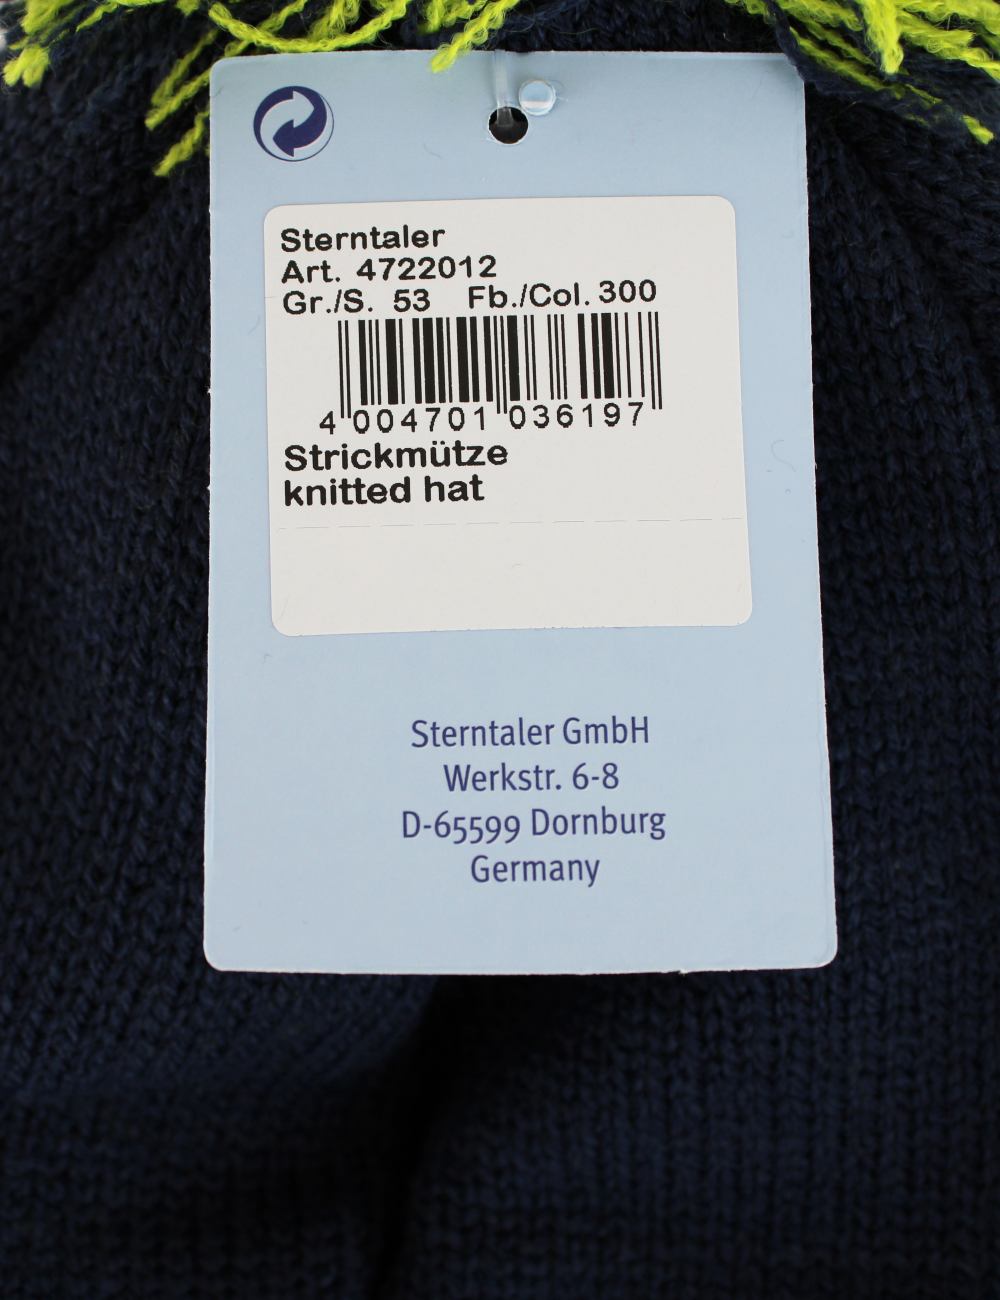 Sterntaler
Art. 4722012
Gr./S. 53 Fb./Col. 300
4 004701 036197
Strickmütze
knitted hat
Sterntaler GmbH
Werkstr. 6-8
D-65599 Dornburg
Germany